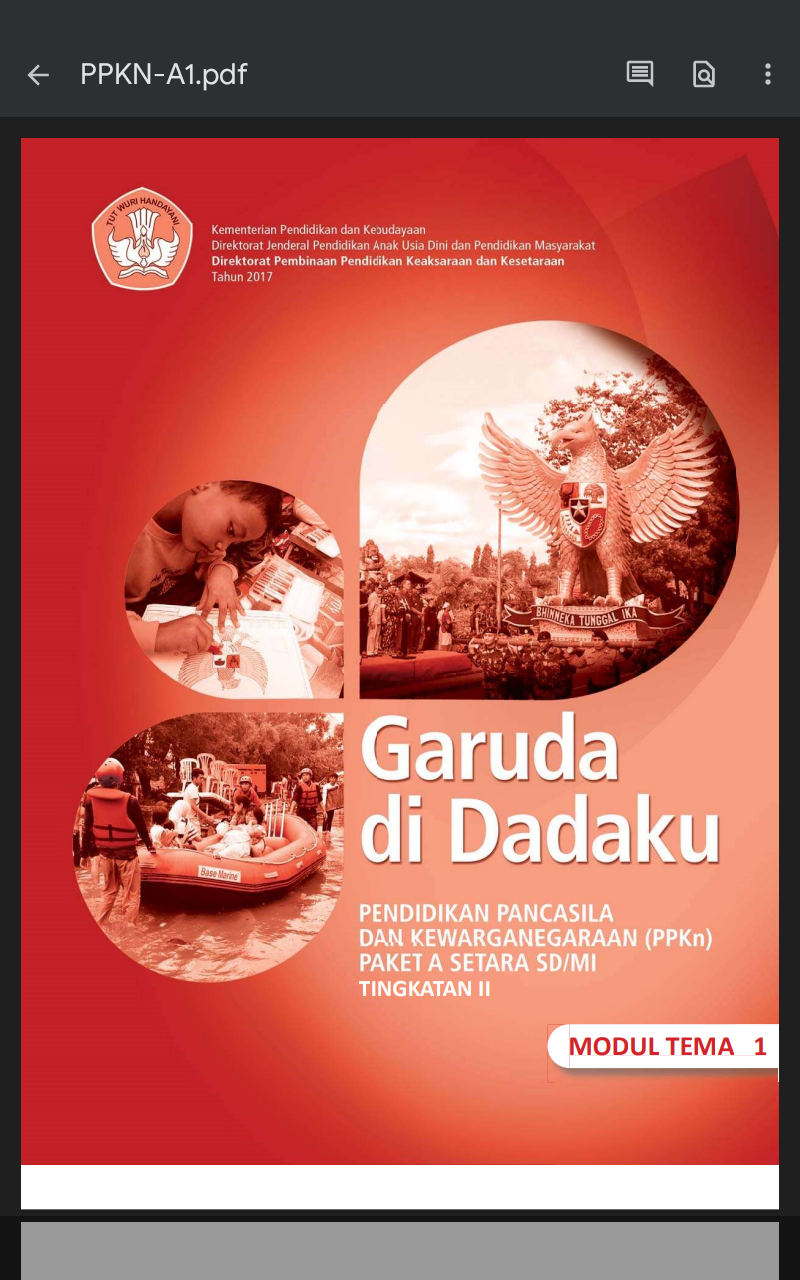 PPKN-A1.pdf
TUT WURI HANDAYANI
Kementerian Pendidikan dan Kebudayaan
Direktorat Jenderal Pendidikan Anak Usia Dini dan Pendidikan Masyarakat
Direktorat Pembinaan Pendidikan Keaksaraan dan Kesetaraan
Tahun 2017
BHINNEKA TUNGGAL IKA
Base Marine
Garuda
di Dadaku
PENDIDIKAN PANCASILA
DAN KEWARGANEGARAAN (PPKn)
PAKET A SETARA SD/MI
TINGKATAN II
MODUL TEMA 1